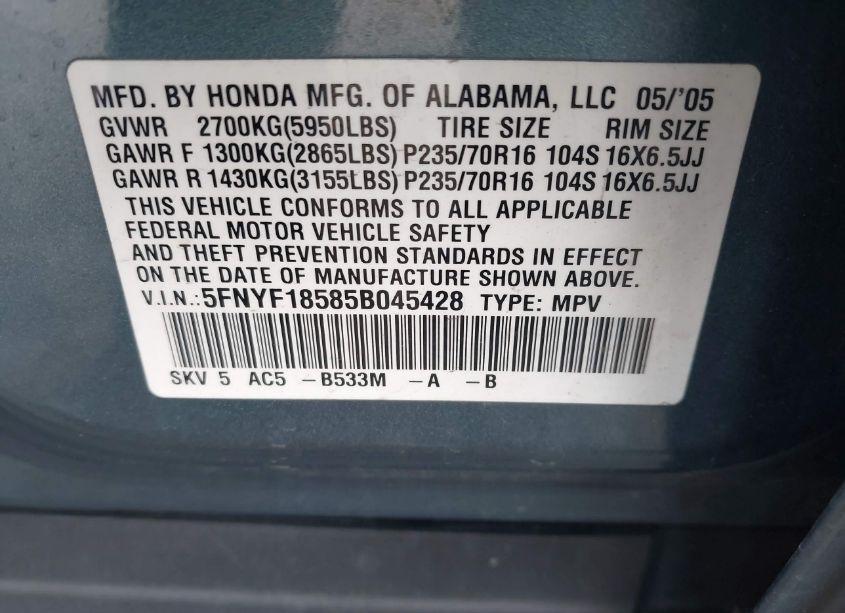 MFD. BY HONDA MFG. OF ALABAMA, LLC 05/'05
GVWR 2700KG(5950LBS) TIRE SIZE RIM SIZE
GAWR F 1300KG(2865LBS) P235/70R16 104S 16X6.5JJ
GAWR R 1430KG(3155LBS) P235/70R16 104S 16X6.5JJ
THIS VEHICLE CONFORMS TO ALL APPLICABLE
FEDERAL MOTOR VEHICLE SAFETY
AND THEFT PREVENTION STANDARDS IN EFFECT
ON THE DATE OF MANUFACTURE SHOWN ABOVE.
V.I.N.: 5FNYF18585B045428 TYPE: MPV
SKV 5 AC5 –B533M –A –B